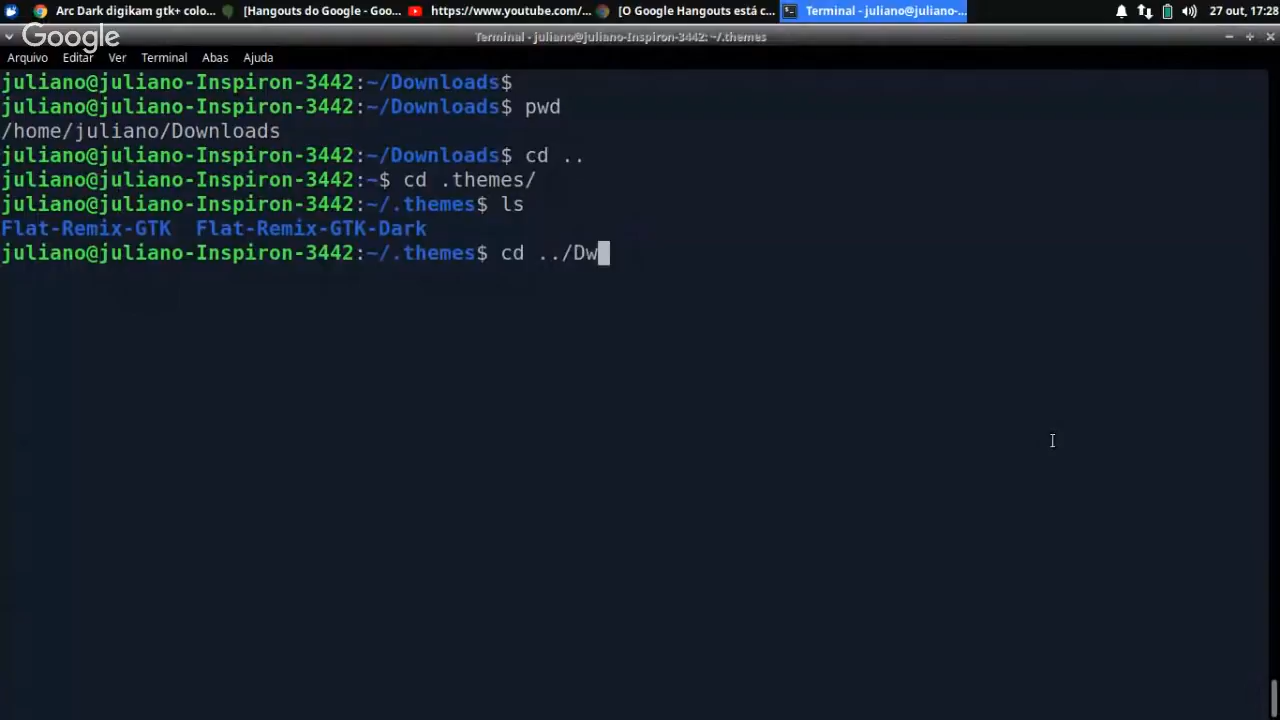 Arc Dark digikam gtk+ colo... [Hangouts do Google - Goo... https://www.youtube.com/... [O Google Hangouts está c... Terminal - juliano@juliano-... 27 out, 17:28
Google
Terminal - juliano@juliano-Inspiron-3442: ~/.themes
Arquivo Editar Ver Terminal Abas Ajuda
juliano@juliano-Inspiron-3442:~/Downloads$
juliano@juliano-Inspiron-3442:~/Downloads$ pwd
/home/juliano/Downloads
juliano@juliano-Inspiron-3442:~/Downloads$ cd ..
juliano@juliano-Inspiron-3442:~$ cd .themes/
juliano@juliano-Inspiron-3442:~/.themes$ ls
Flat-Remix-GTK Flat-Remix-GTK-Dark
juliano@juliano-Inspiron-3442:~/.themes$ cd ../Dw